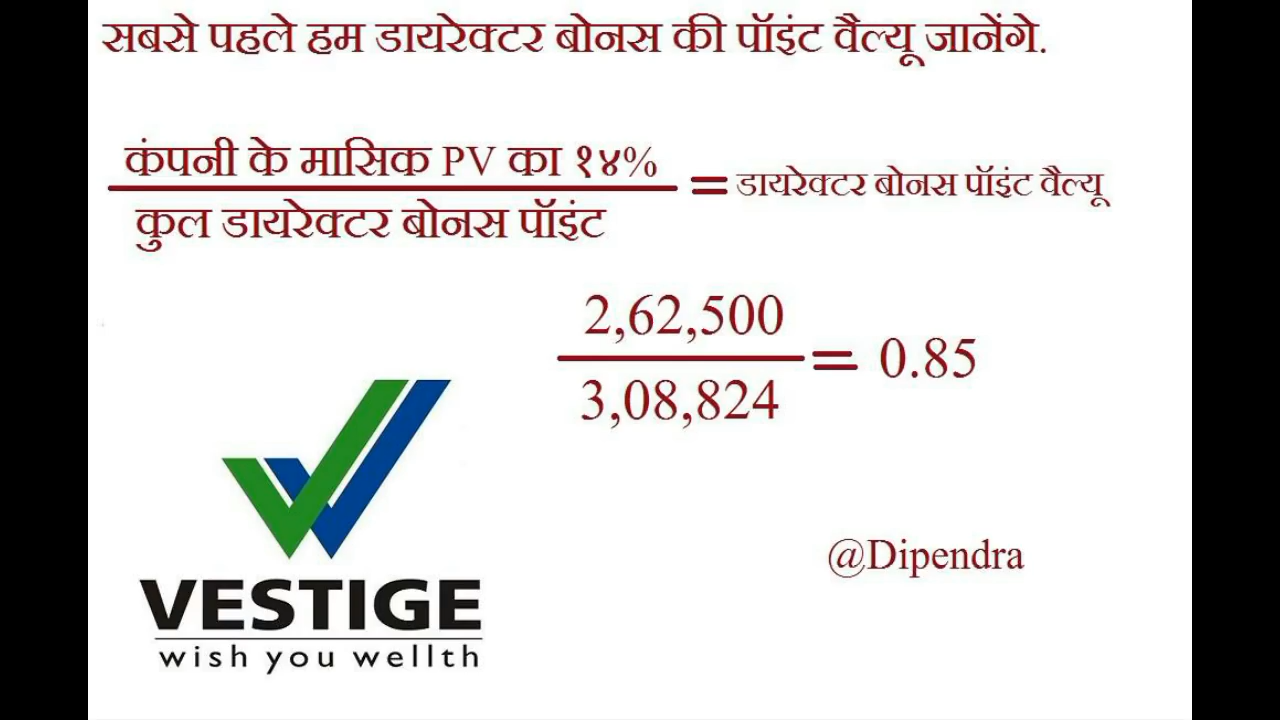 सबसे पहले हम डायरेक्टर बोनस की पॉइंट वैल्यू जानेंगे.
कंपनी के मासिक PV का १४%
कुल डायरेक्टर बोनस पॉइंट
= डायरेक्टर बोनस पॉइंट वैल्यू
2,62,500
3,08,824
= 0.85
VESTIGE
wish you wellth
@Dipendra